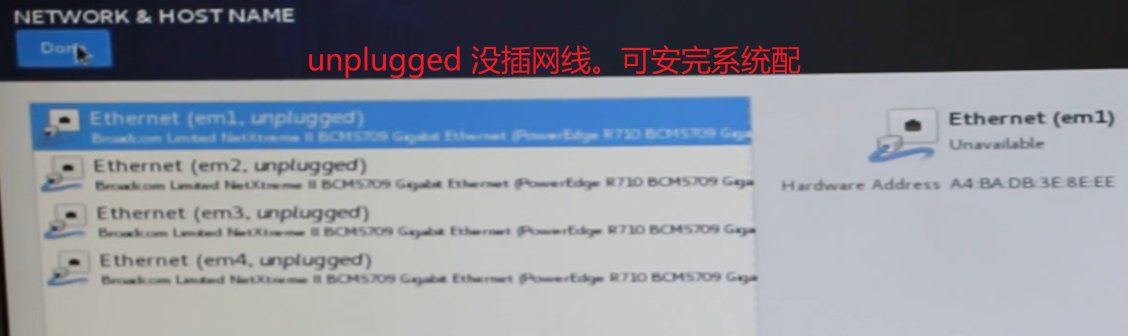 NETWORK & HOST NAME
Don
unplugged 没插网线。可安完系统配
Ethernet (em1, unplugged)
Broadcom Limited NetXtreme II BCM5709 Gigabit Ethernet (PowerEdge R710 BCM5709 Giga
Ethernet (em2, unplugged)
Broadcom Limited NetXtreme II BCM5709 Gigabit Ethernet (PowerEdge R710 BCM5709 Giga
Ethernet (em3, unplugged)
Broadcom Limited NetXtreme II BCM5709 Gigabit Ethernet (PowerEdge R710 BCM5709 Giga
Ethernet (em4, unplugged)
Broadcom Limited NetXtreme II BCM5709 Gigabit Ethernet (PowerEdge R710 BCM5709 Giga
Ethernet (em1)
Unavailable
Hardware Address A4:BA:DB:3E:8E:EE